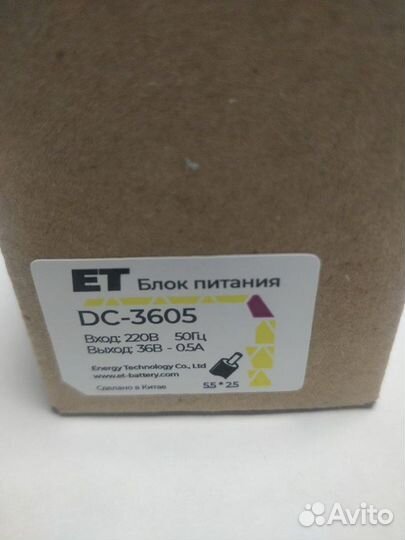 ET Блок питания
DC-3605
Вход: 220В 50Гц
Выход: 36В - 0.5А
Energy Technology Co., Ltd
www.et-battery.com
Сделано в Китае
5.5 * 2.5
Avito